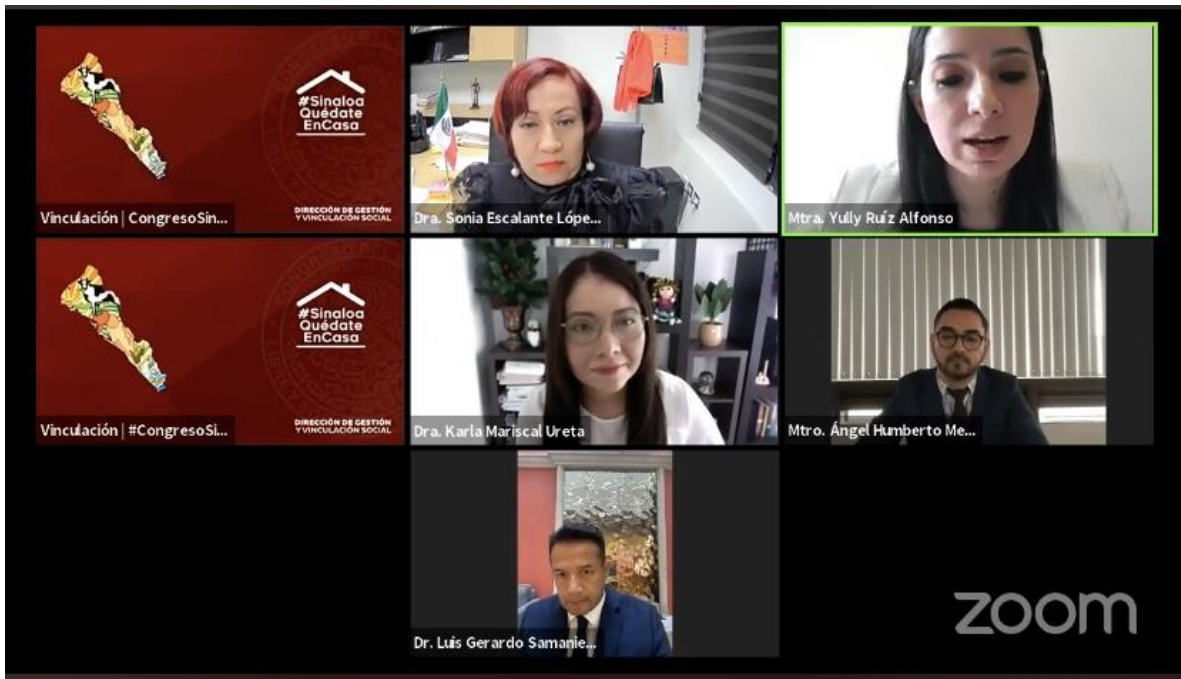 #Sinaloa
Quédate
EnCasa
DIRECCIÓN DE GESTIÓN
Y VINCULACIÓN SOCIAL
Vinculación | CongresoSin...
Dra. Sonia Escalante Lópe...
Mtra. Yully Ruíz Alfonso
#Sinaloa
Quédate
EnCasa
DIRECCIÓN DE GESTIÓN
Y VINCULACIÓN SOCIAL
Vinculación | #CongresoSi...
Dra. Karla Mariscal Ureta
Mtro. Ángel Humberto Me...
Dr. Luis Gerardo Samanie...
zoom